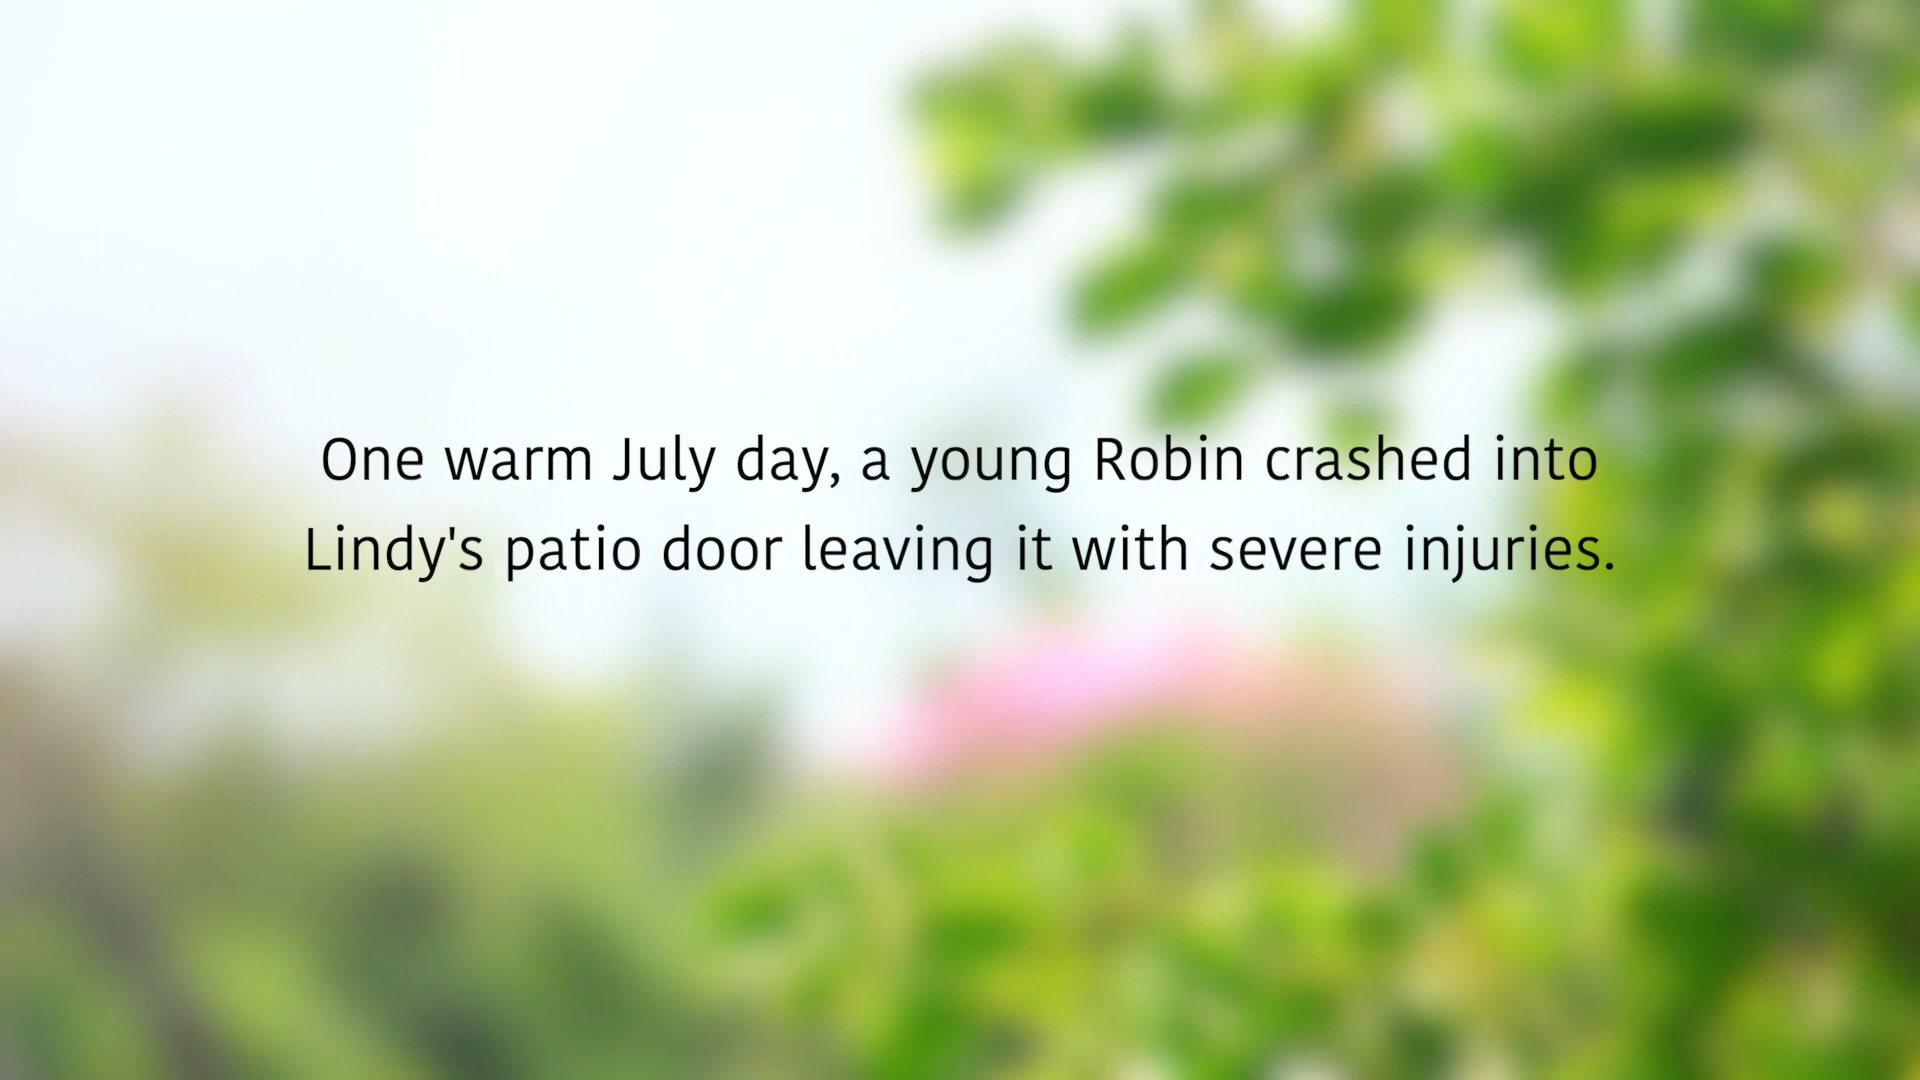 One warm July day, a young Robin crashed into
Lindy's patio door leaving it with severe injuries.